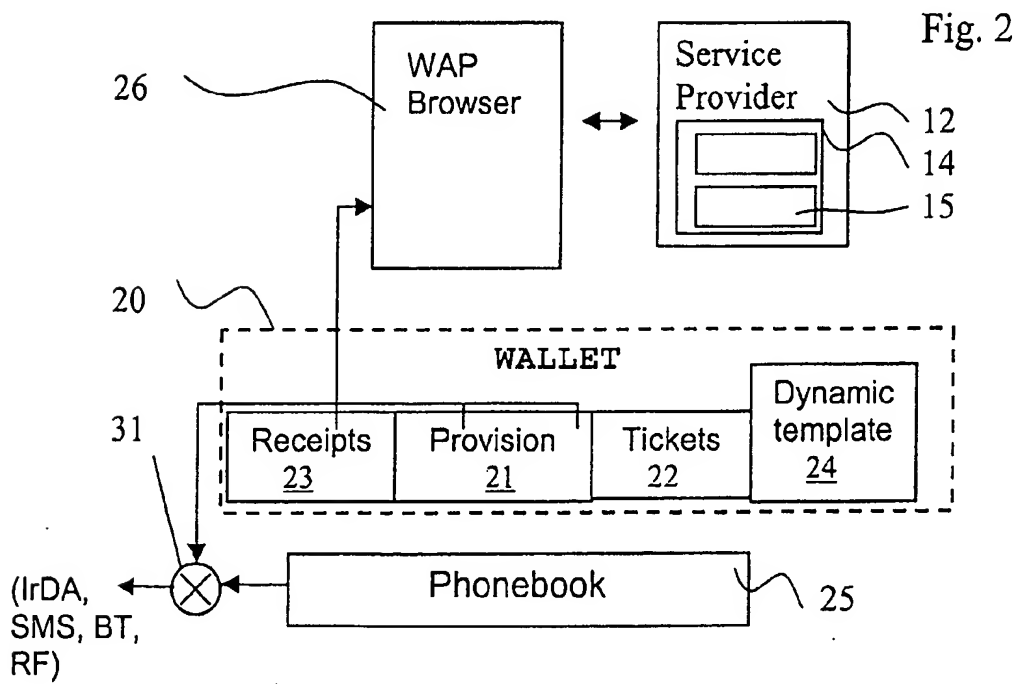 Fig. 2
26
WAP
Browser
Service
Provider
12
14
15
20
WALLET
31
Receipts
23
Provision
21
Tickets
22
Dynamic
template
24
Phonebook
25
(IrDA,
SMS, BT,
RF)